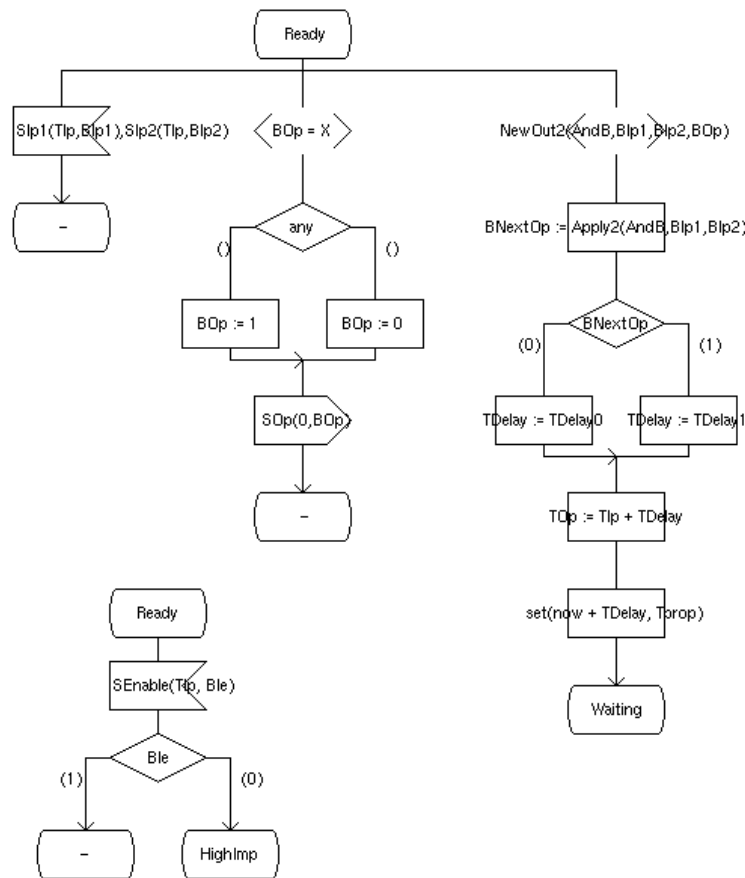 Ready
SIp1(TIp,BIp1),SIp2(TIp,BIp2)
BOp = X
NewOut2(AndB,BIp1,BIp2,BOp)
-
any
BNextOp := Apply2(AndB,BIp1,BIp2)
()
()
BOp := 1
BOp := 0
BNextOp
(0)
(1)
SOp(0,BOp)
TDelay := TDelay0
TDelay := TDelay1
-
TOp := TIp + TDelay
Ready
set(now + TDelay, Tprop)
SEnable(TIp, BIe)
Waiting
BIe
(1)
(0)
-
HighImp